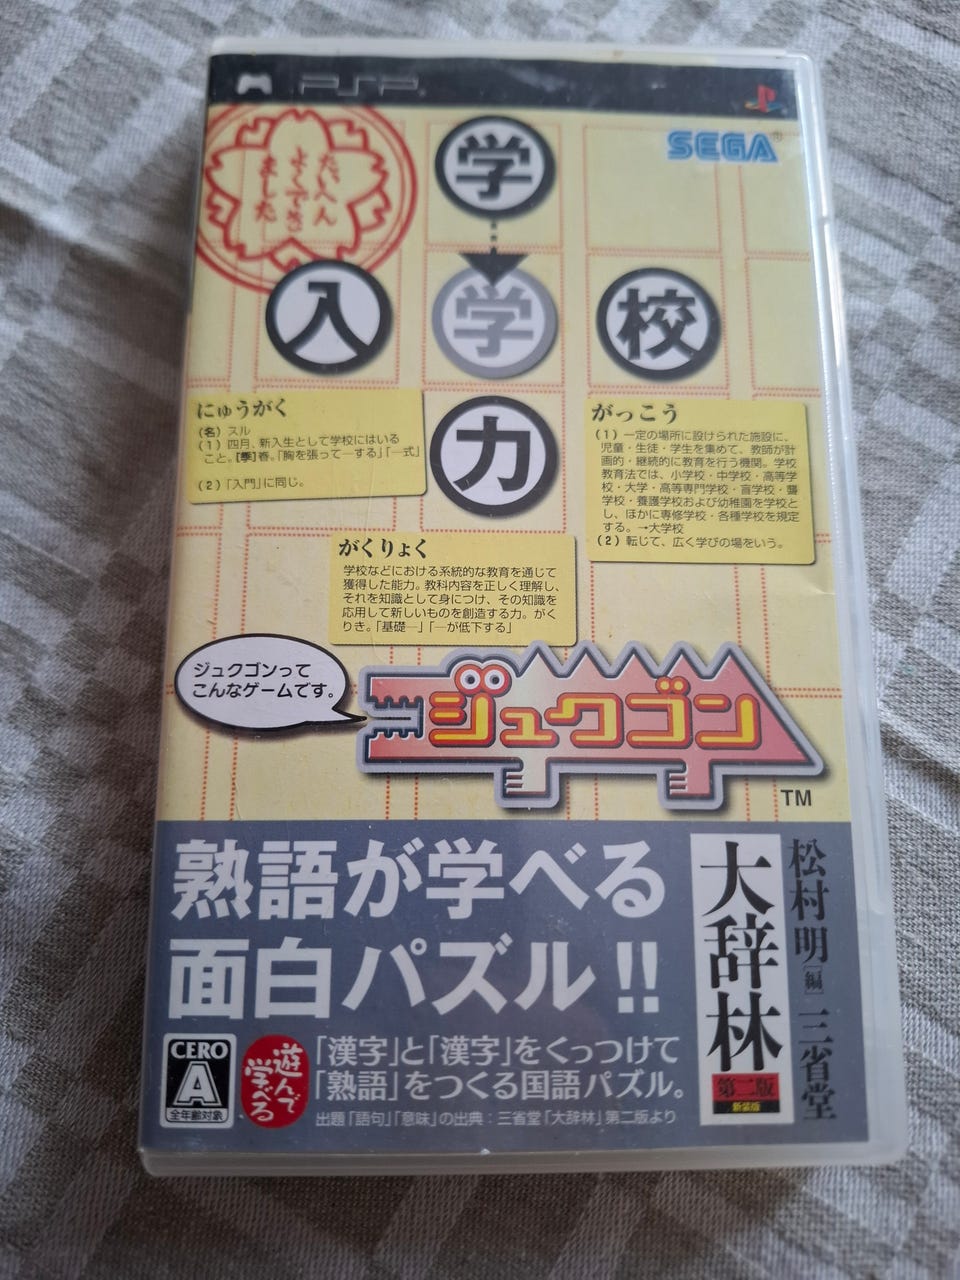 PSP
SEGA®
たいへん
よくでき
ました
学
入
学
校
力
にゅうがく
(名)スル
(1)四月、新入生として学校にはいる
こと。[季]春。「胸を張って―する」「―式」
(2)「入門」に同じ。
がっこう
(1)一定の場所に設けられた施設に、
児童・生徒・学生を集めて、教師が計
画的・継続的に教育を行う機関。学校
教育法では、小学校・中学校・高等学
校・大学・高等専門学校・盲学校・聾
学校・養護学校および幼稚園を学校と
し、ほかに専修学校・各種学校を規定
する。→大学校
(2)転じて、広く学びの場をいう。
がくりょく
学校などにおける系統的な教育を通じて
獲得した能力。教科内容を正しく理解し、
それを知識として身につけ、その知識を
応用して新しいものを創造する力。がく
りき。「基礎―」「―が低下する」
ジュクゴンって
こんなゲームです。
ジュクゴン
TM
熟語が学べる
面白パズル!!
松村明[編]三省堂
大辞林
第二版
新装版
CERO
A
全年齢対象
遊んで
学べる
「漢字」と「漢字」をくっつけて
「熟語」をつくる国語パズル。
出題「語句」「意味」の出典:三省堂「大辞林」第二版より